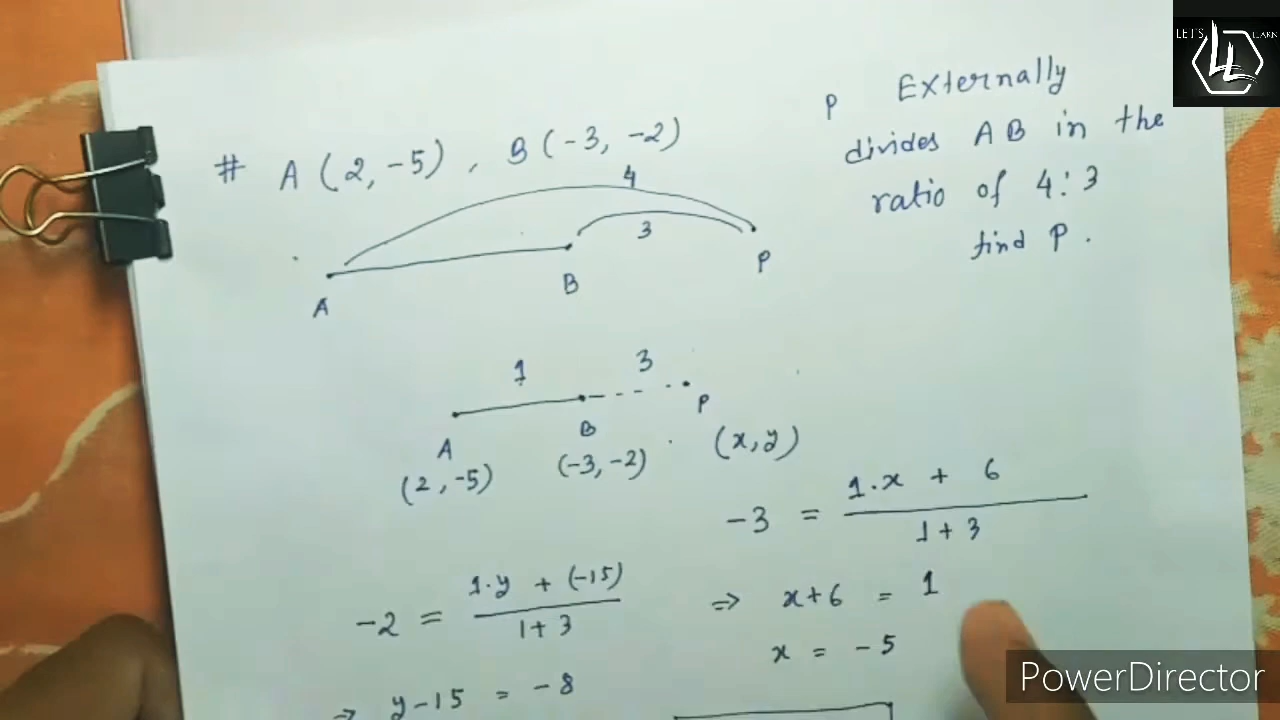 LET'S LEARN
LL
# A (2, -5) , B (-3, -2)
P Externally
divides AB in the
ratio of 4:3
find P.
4
3
A
B
P
1
3
A
B
P
(2, -5)
(-3, -2)
(x, y)
-3 = 1.x + 6
1 + 3
-2 = 1.y + (-15)
1 + 3
⇒ x+6 = 1
x = -5
⇒ y-15 = -8
PowerDirector